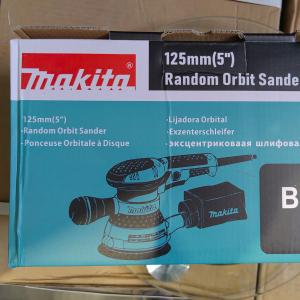 125mm(5")
Makita
Random Orbit Sande
125mm(5")
•Random Orbit Sander
•Ponceuse Orbitale à Disque
•Lijadora Orbital
•Exzenterschleifer
•эксцентриковая шлифова
Makita
B